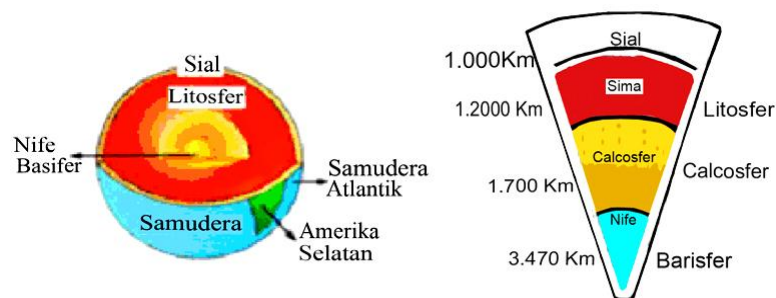 Sial
Litosfer
Nife
Basifer
Samudera
Atlantik
Samudera
Amerika
Selatan
Sial
1.000Km
Sima
1.2000 Km
Litosfer
Calcosfer
Calcosfer
1.700 Km
Nife
3.470 Km
Barisfer